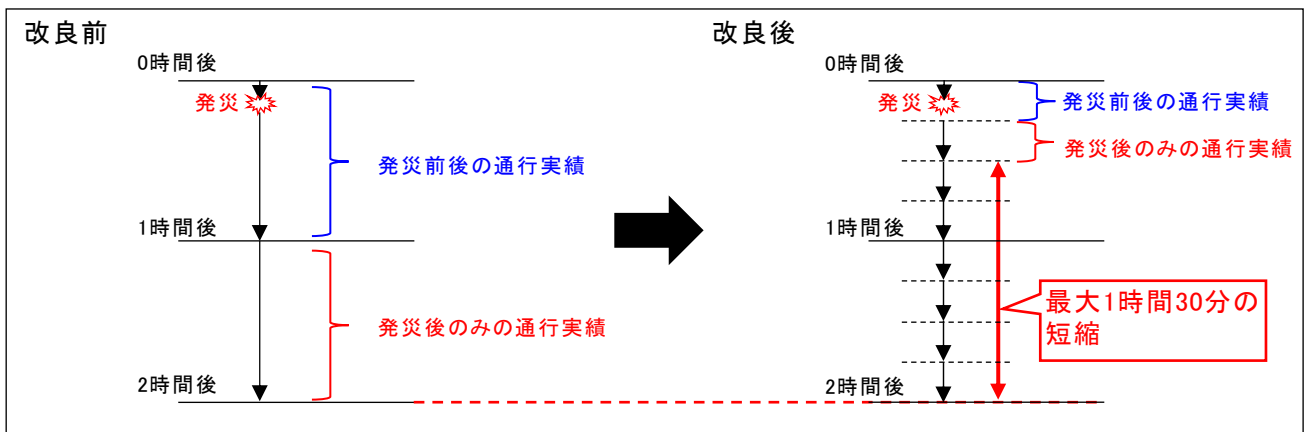 改良前
0時間後
発災
発災前後の通行実績
1時間後
発災後のみの通行実績
2時間後
改良後
0時間後
発災
発災前後の通行実績
発災後のみの通行実績
1時間後
最大1時間30分の
短縮
2時間後